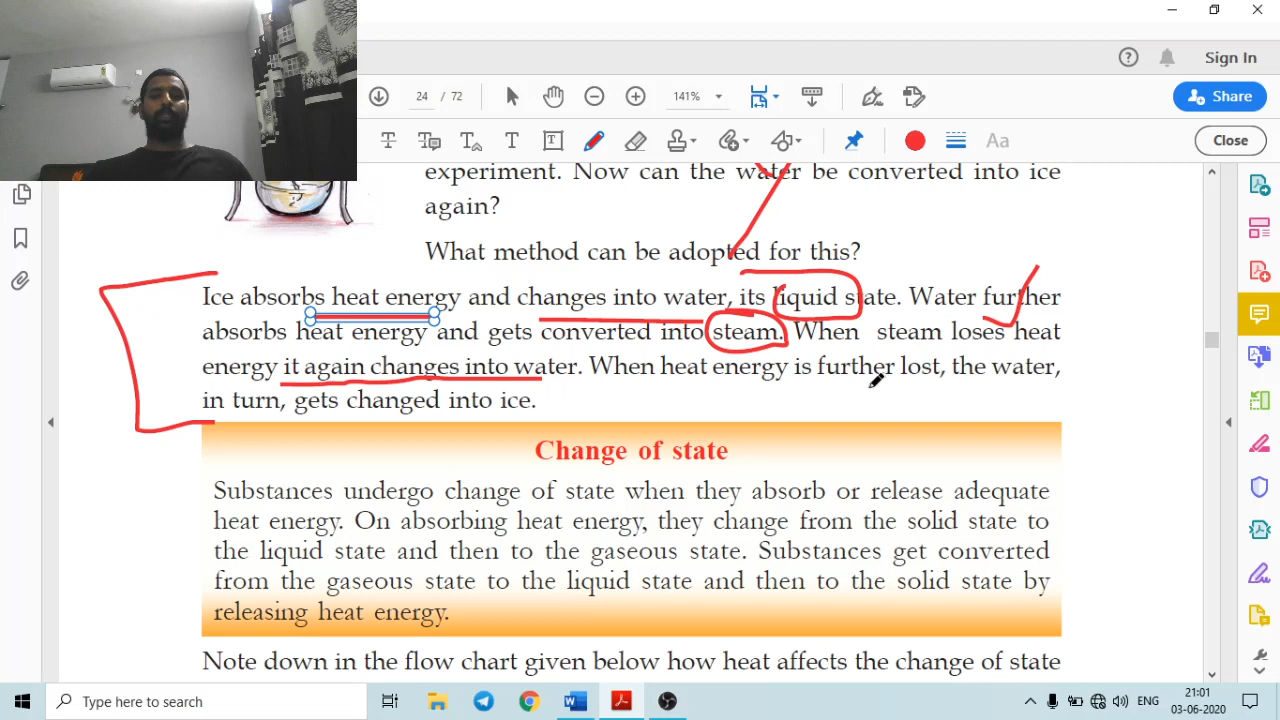 Sign In
24 / 72
141%
Share
Close
experiment. Now can the water be converted into ice
again?
What method can be adopted for this?
Ice absorbs heat energy and changes into water, its liquid state. Water further
absorbs heat energy and gets converted into steam. When steam loses heat
energy it again changes into water. When heat energy is further lost, the water,
in turn, gets changed into ice.
Change of state
Substances undergo change of state when they absorb or release adequate
heat energy. On absorbing heat energy, they change from the solid state to
the liquid state and then to the gaseous state. Substances get converted
from the gaseous state to the liquid state and then to the solid state by
releasing heat energy.
Note down in the flow chart given below how heat affects the change of state
Type here to search
ENG
21:01
03-06-2020